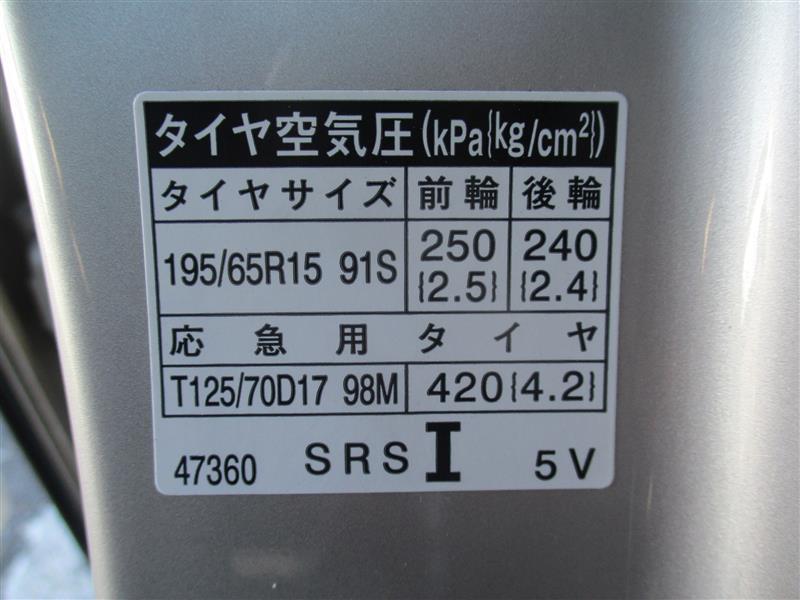 タイヤ空気圧(kPa{kg/cm²})
タイヤサイズ 前輪 後輪
195/65R15 91S 250 {2.5} 240 {2.4}
応急用タイヤ
T125/70D17 98M 420{4.2}
47360 SRS I 5V